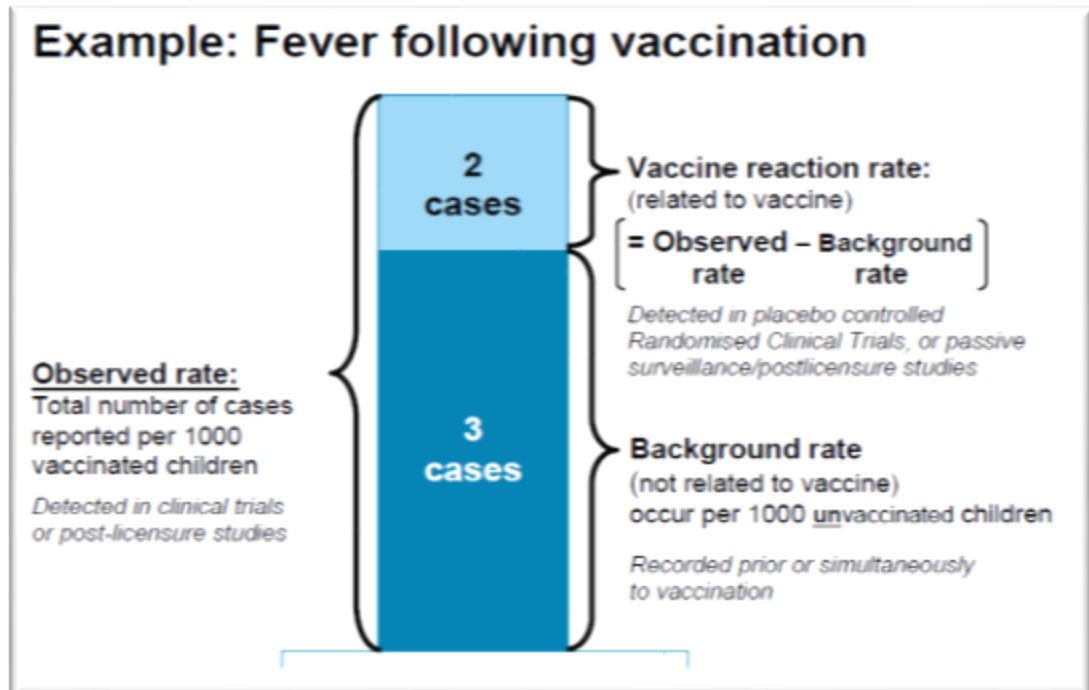 Example: Fever following vaccination
2
cases
Vaccine reaction rate:
(related to vaccine)
= Observed – Background
rate rate
Detected in placebo controlled
Randomised Clinical Trials, or passive
surveillance/postlicensure studies
Observed rate:
Total number of cases
reported per 1000
vaccinated children
Detected in clinical trials
or post-licensure studies
3
cases
Background rate
(not related to vaccine)
occur per 1000 unvaccinated children
Recorded prior or simultaneously
to vaccination